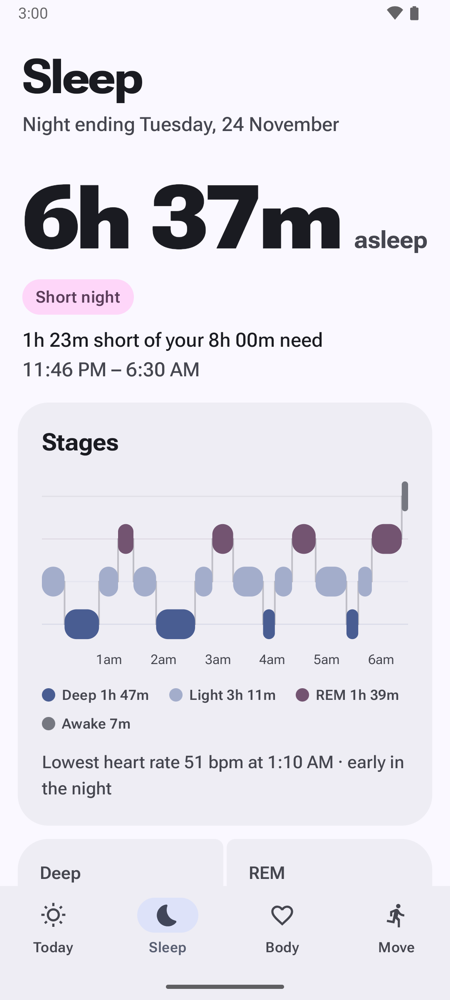 3:00
Sleep
Night ending Tuesday, 24 November
6h 37m asleep
Short night
1h 23m short of your 8h 00m need
11:46 PM – 6:30 AM
Stages
1am 2am 3am 4am 5am 6am
Deep 1h 47m Light 3h 11m REM 1h 39m
Awake 7m
Lowest heart rate 51 bpm at 1:10 AM · early in
the night
Deep REM
Today Sleep Body Move